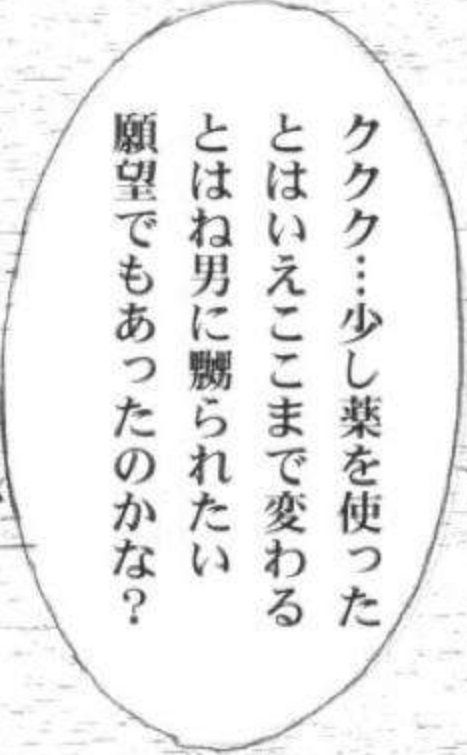 ククク…少し薬を使った
とはいえここまで変わる
とはね男に嬲られたい
願望でもあったのかな？